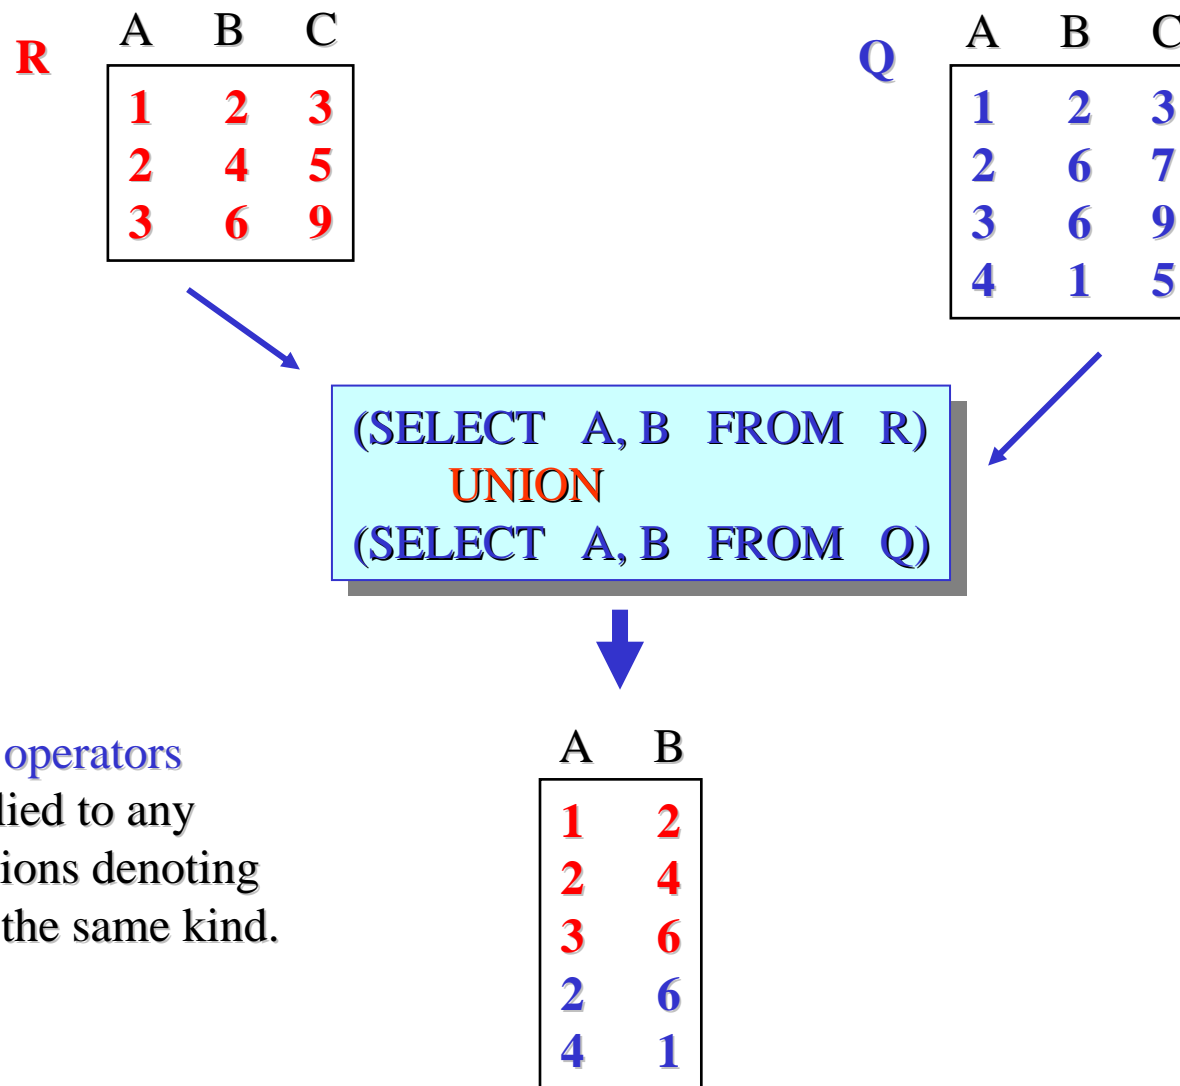 R
A B C
1 2 3
2 4 5
3 6 9
Q
A B C
1 2 3
2 6 7
3 6 9
4 1 5
(SELECT A, B FROM R)
UNION
(SELECT A, B FROM Q)
operators
lied to any
ions denoting
the same kind.
A B
1 2
2 4
3 6
2 6
4 1